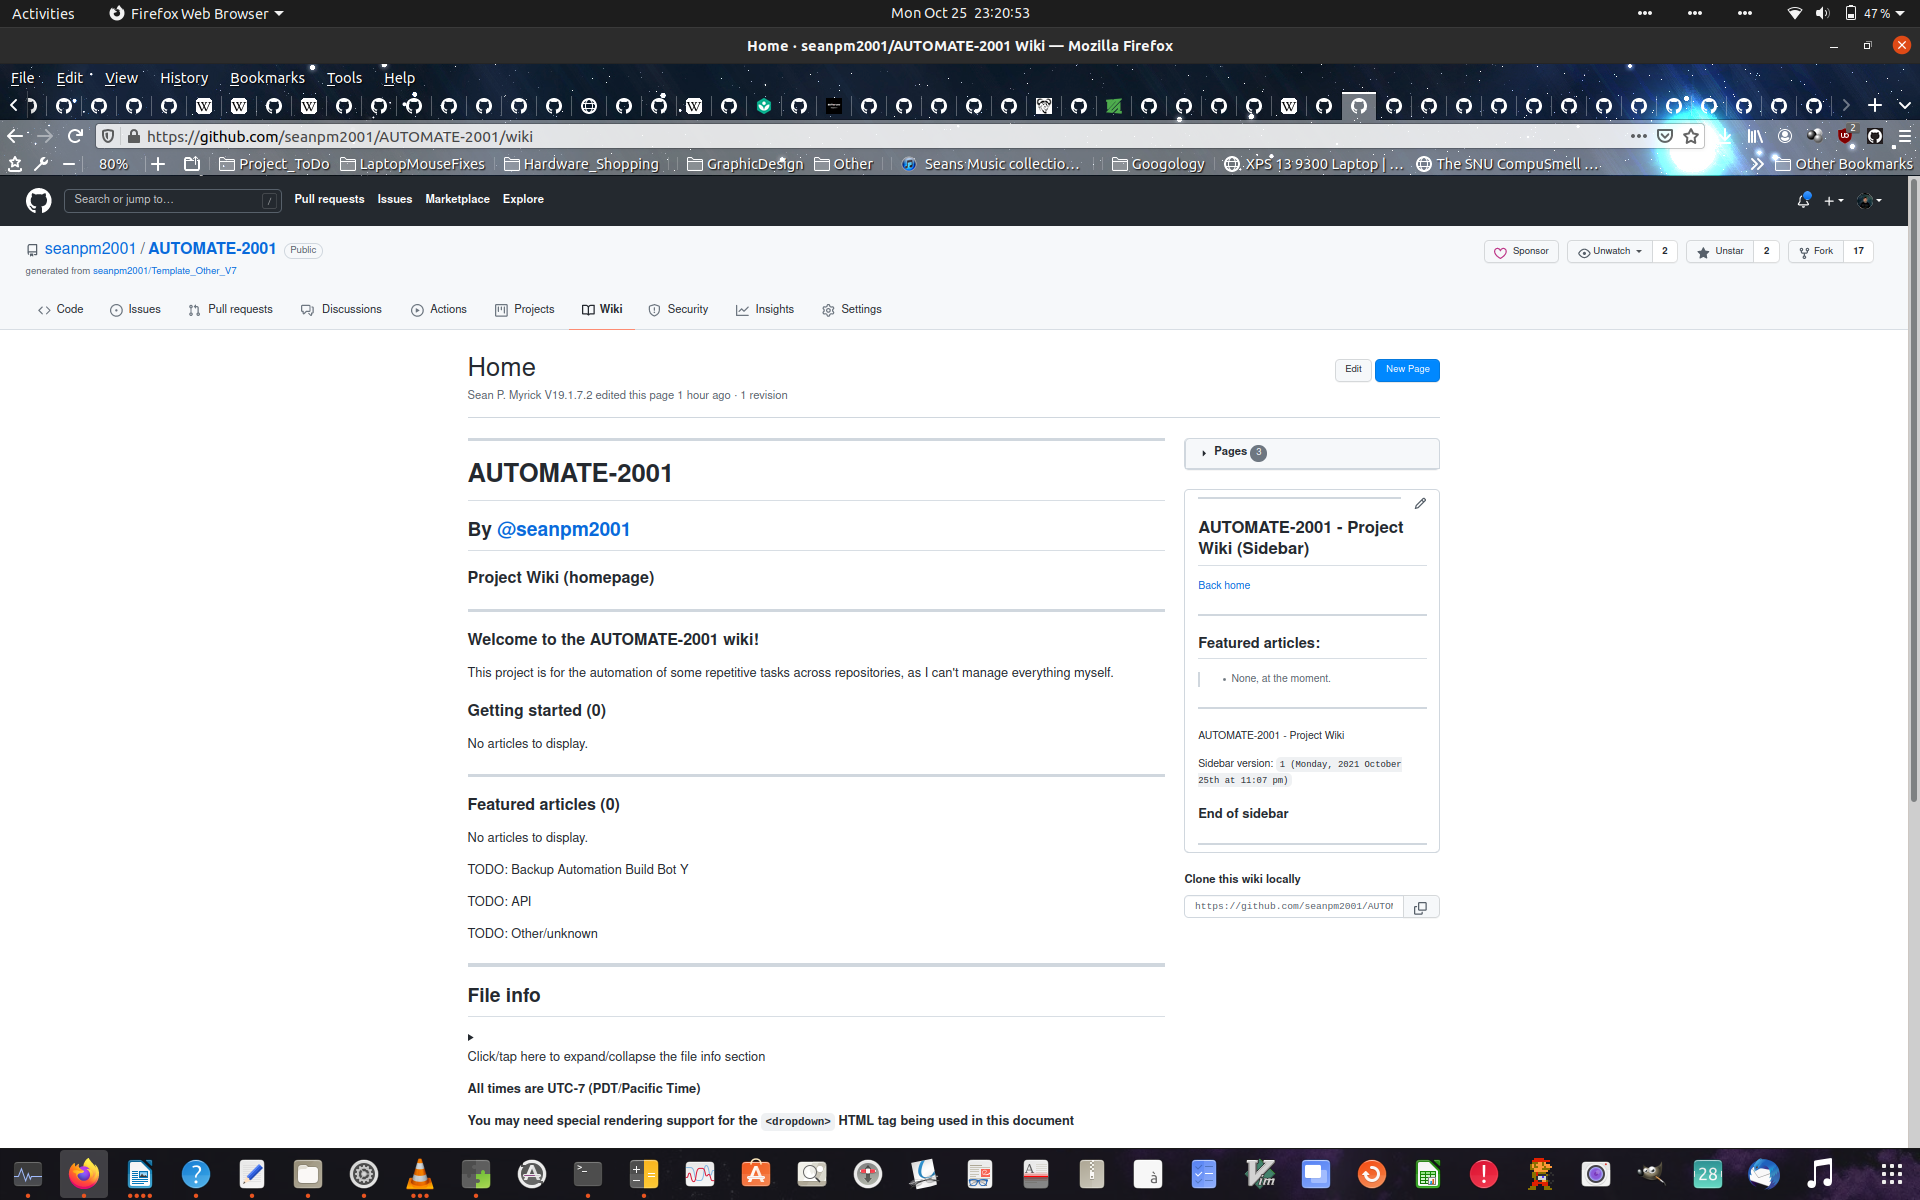 Activities
Firefox Web Browser
Mon Oct 25  23:20:53
47 %
Home · seanpm2001/AUTOMATE-2001 Wiki — Mozilla Firefox
File Edit View History Bookmarks Tools Help
https://github.com/seanpm2001/AUTOMATE-2001/wiki
2
80% Project_ToDo LaptopMouseFixes Hardware_Shopping GraphicDesign Other Seans Music collectio… Googology XPS 13 9300 Laptop | … The SNU CompuSmell … Other Bookmarks
Search or jump to… /
Pull requests Issues Marketplace Explore
seanpm2001 / AUTOMATE-2001 Public
generated from seanpm2001/Template_Other_V7
Sponsor Unwatch 2 Unstar 2 Fork 17
Code Issues Pull requests Discussions Actions Projects Wiki Security Insights Settings
Home
Edit New Page
Sean P. Myrick V19.1.7.2 edited this page 1 hour ago · 1 revision
AUTOMATE-2001
By @seanpm2001
Project Wiki (homepage)
Welcome to the AUTOMATE-2001 wiki!
This project is for the automation of some repetitive tasks across repositories, as I can't manage everything myself.
Getting started (0)
No articles to display.
Featured articles (0)
No articles to display.
TODO: Backup Automation Build Bot Y
TODO: API
TODO: Other/unknown
File info
Click/tap here to expand/collapse the file info section
All times are UTC-7 (PDT/Pacific Time)
You may need special rendering support for the <dropdown> HTML tag being used in this document
Pages 3
AUTOMATE-2001 - Project
Wiki (Sidebar)
Back home
Featured articles:
• None, at the moment.
AUTOMATE-2001 - Project Wiki
Sidebar version: 1 (Monday, 2021 October
25th at 11:07 pm)
End of sidebar
Clone this wiki locally
https://github.com/seanpm2001/AUTOM
28